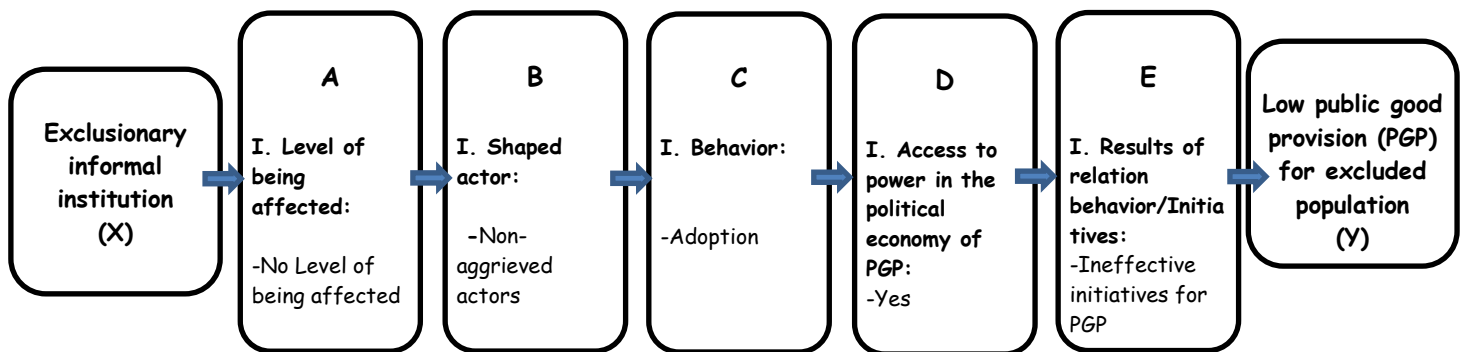 Exclusionary
informal
institution
(X)
A
I. Level of
being
affected:
-No Level of
being affected
B
I. Shaped
actor:
-Non-
aggrieved
actors
C
I. Behavior:
-Adoption
D
I. Access to
power in the
political
economy of
PGP:
-Yes
E
I. Results of
relation
behavior/Initia
tives:
-Ineffective
initiatives for
PGP
Low public good
provision (PGP)
for excluded
population
(Y)